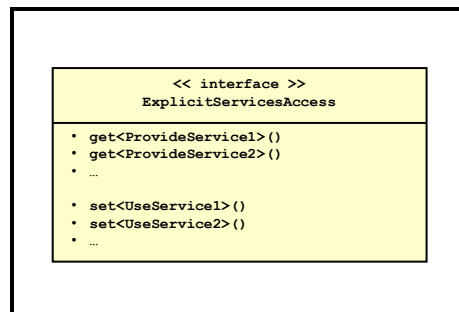 << interface >>
ExplicitServicesAccess
• get<ProvideService1>()
• get<ProvideService2>()
• …
• set<UseService1>()
• set<UseService2>()
• …